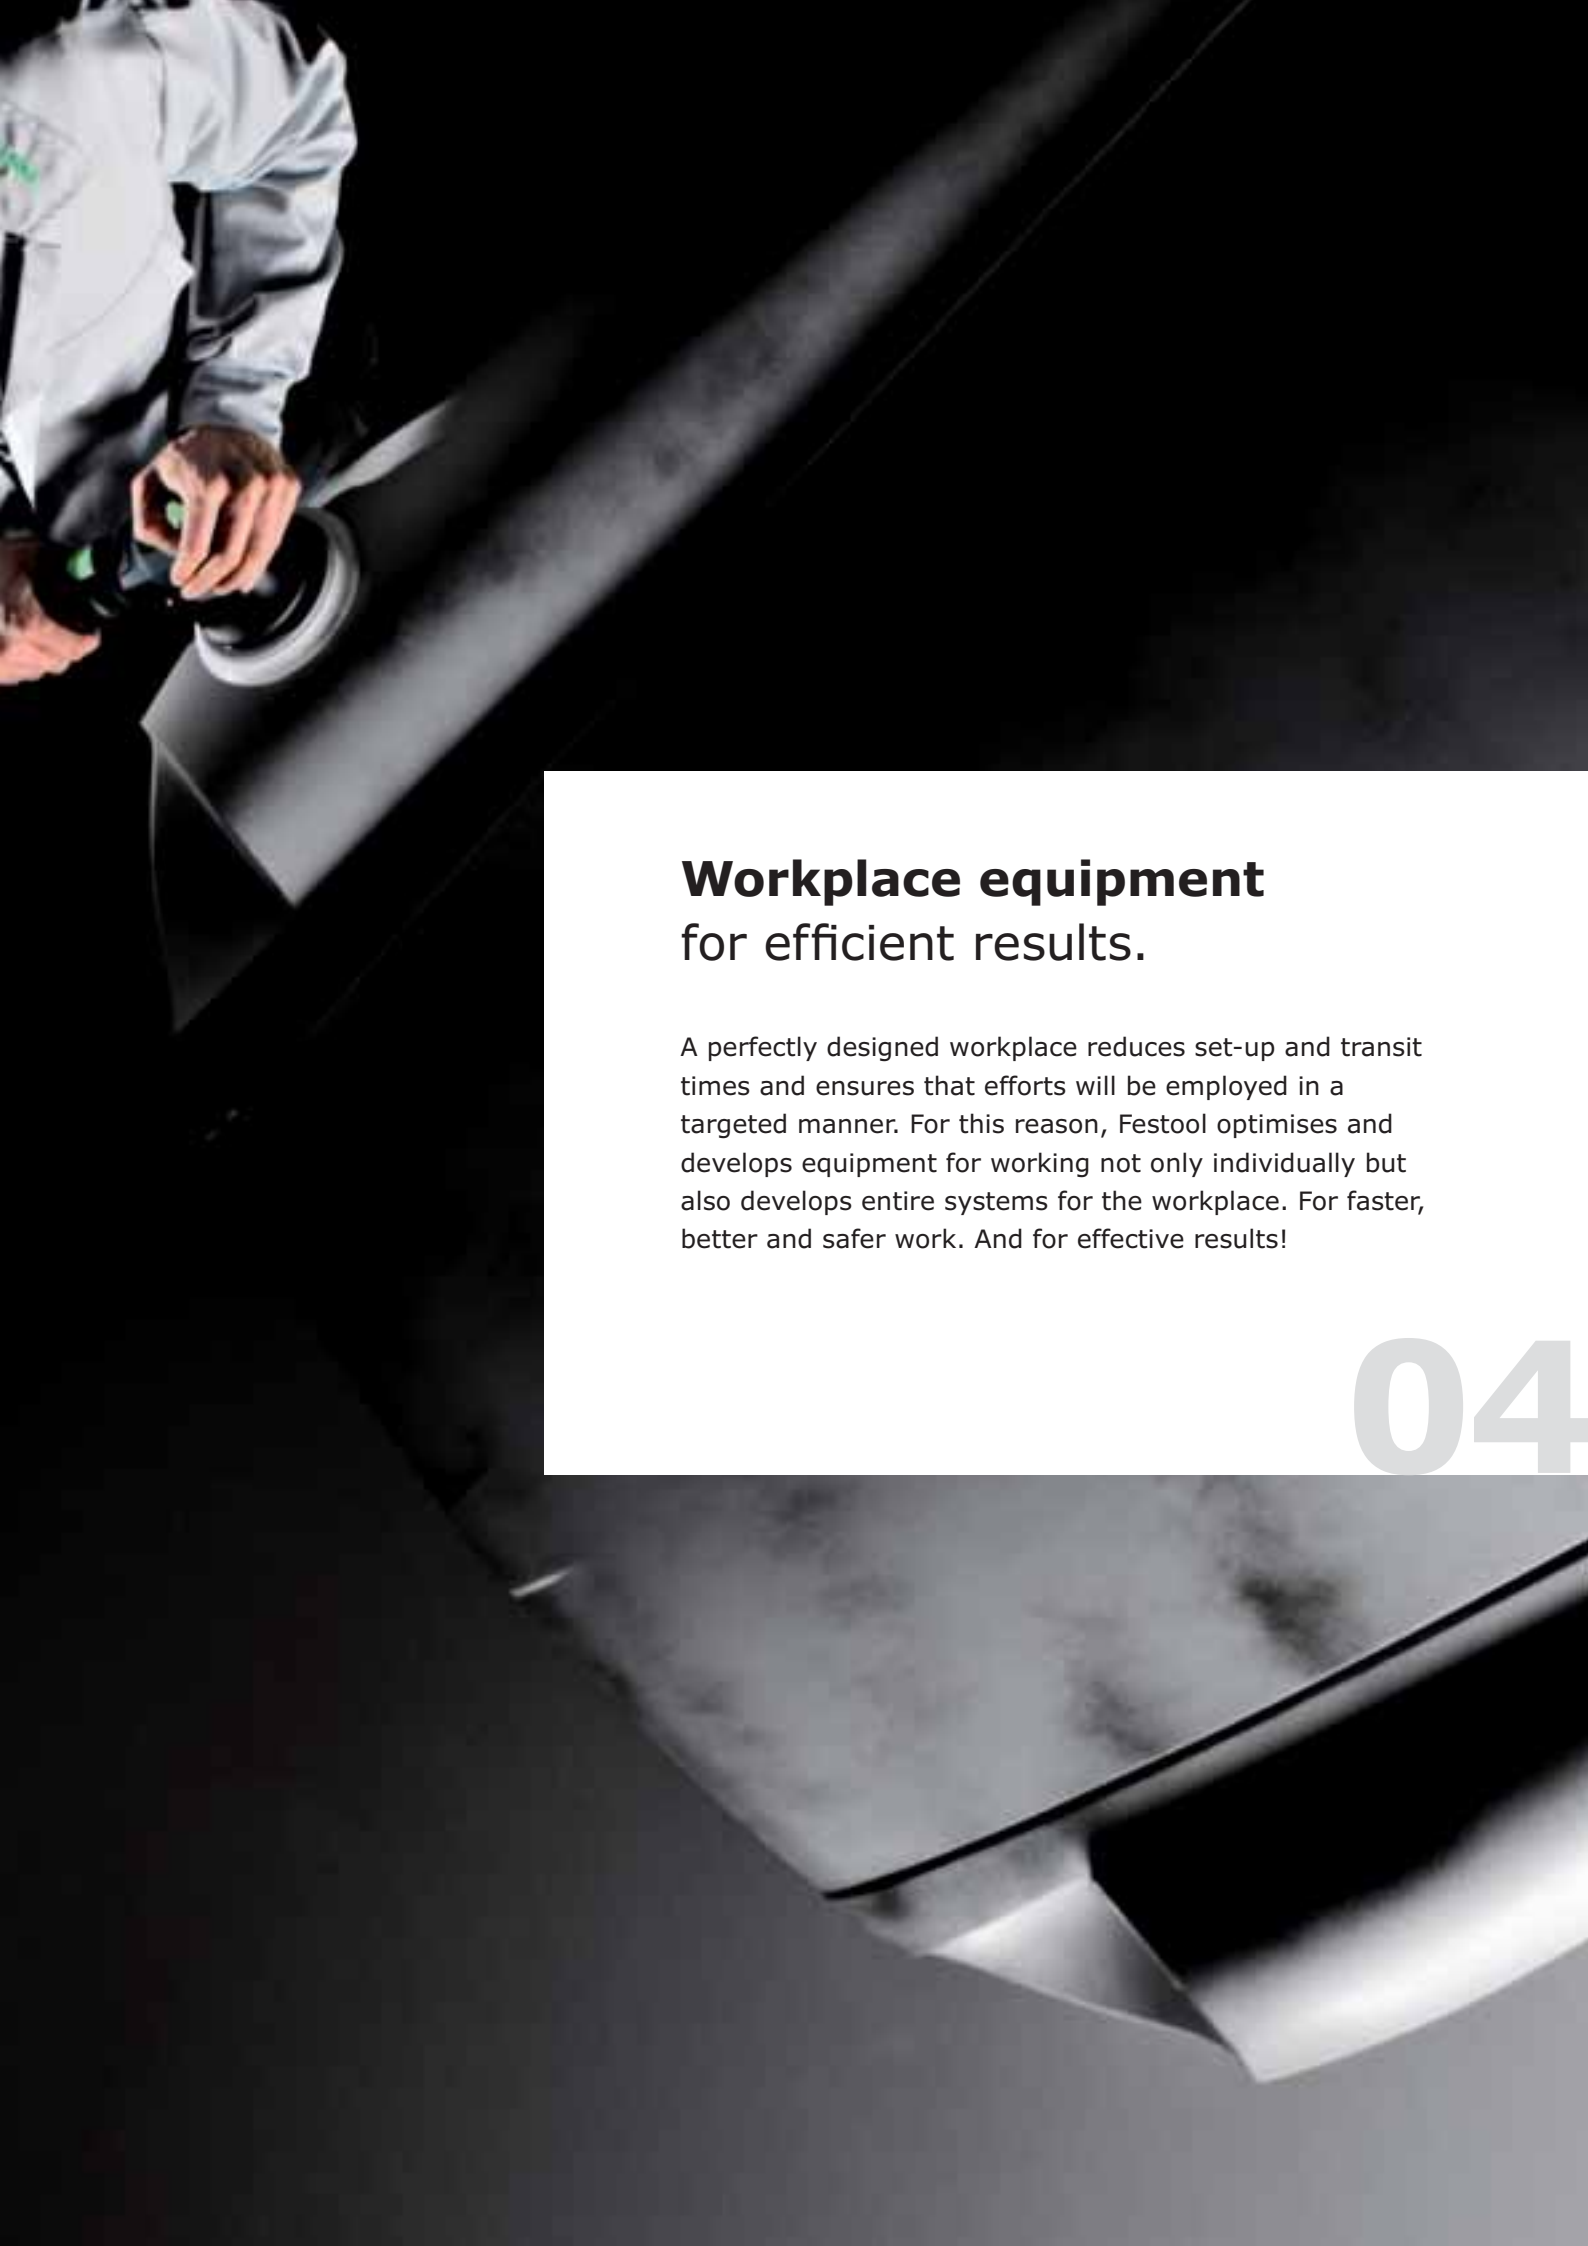 Workplace equipment
for efficient results.
A perfectly designed workplace reduces set-up and transit
times and ensures that efforts will be employed in a
targeted manner. For this reason, Festool optimises and
develops equipment for working not only individually but
also develops entire systems for the workplace. For faster,
better and safer work. And for effective results!
04